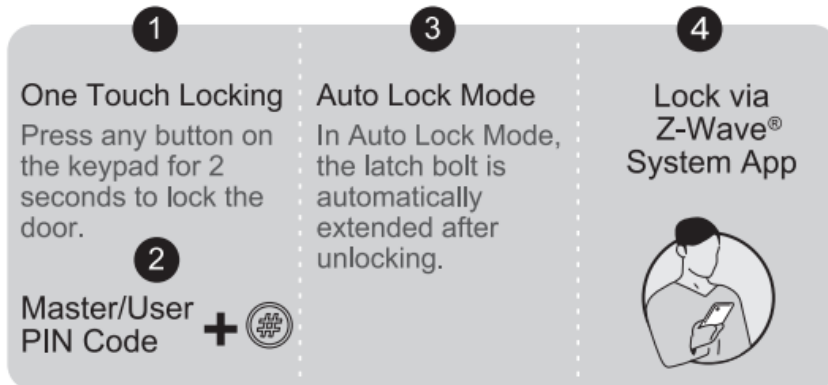 1
One Touch Locking
Press any button on
the keypad for 2
seconds to lock the
door.
2
Master/User
PIN Code + #
3
Auto Lock Mode
In Auto Lock Mode,
the latch bolt is
automatically
extended after
unlocking.
4
Lock via
Z-Wave®
System App